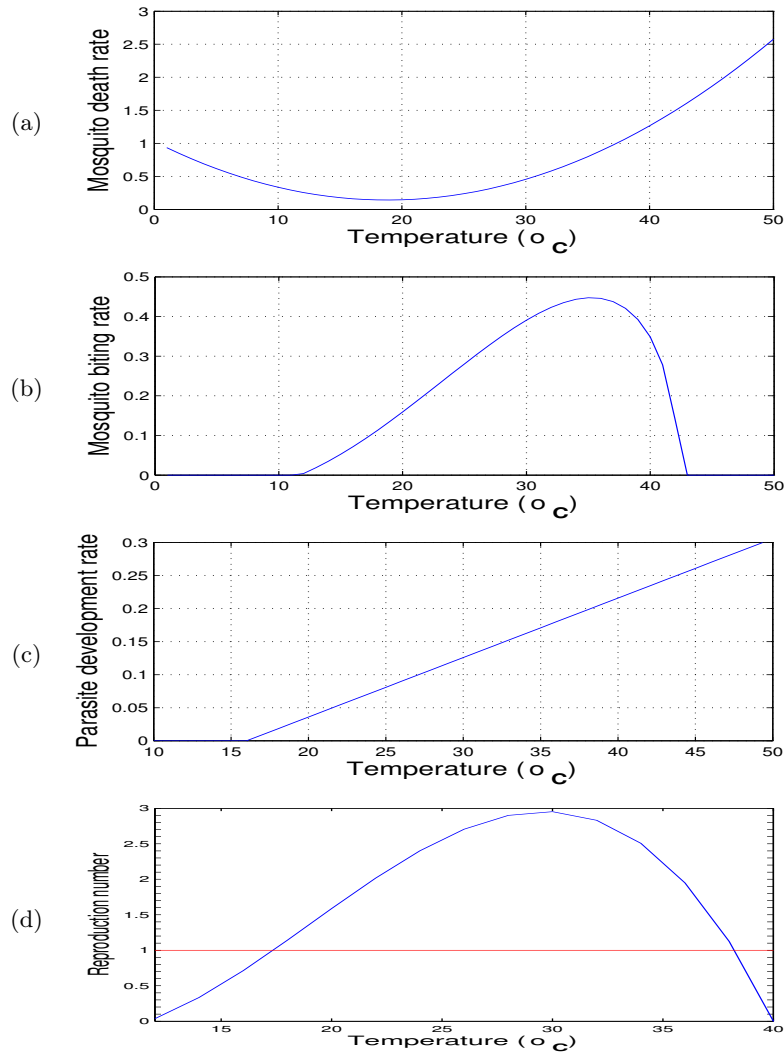 (a)
Mosquito death rate
3
2.5
2
1.5
1
0.5
0
0 10 20 30 40 50
Temperature ( o C
(b)
Mosquito biting rate
0.5
0.4
0.3
0.2
0.1
0
0 10 20 30 40 50
Temperature ( o C
(c)
Parasite development rate
0.3
0.25
0.2
0.15
0.1
0.05
0
10 15 20 25 30 35 40 45 50
Temperature ( o C
(d)
Reproduction number
3
2.5
2
1.5
1
0.5
0
15 20 25 30 35 40
Temperature ( o C